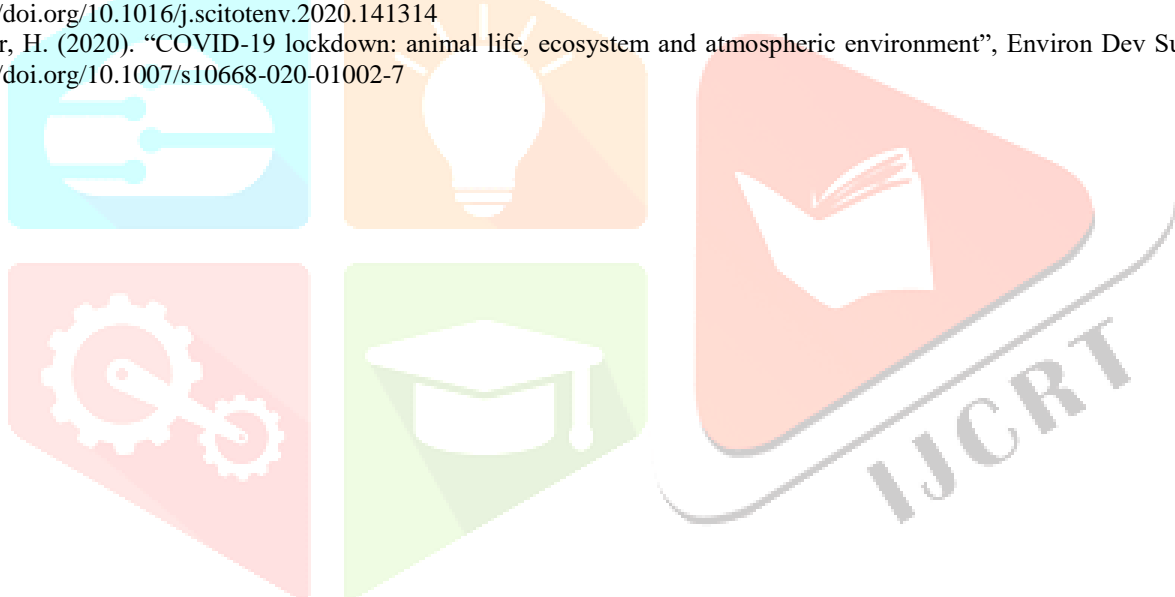 /doi.org/10.1016/j.scitotenv.2020.141314
r, H. (2020). “COVID-19 lockdown: animal life, ecosystem and atmospheric environment”, Environ Dev Su
/doi.org/10.1007/s10668-020-01002-7
IJCRT